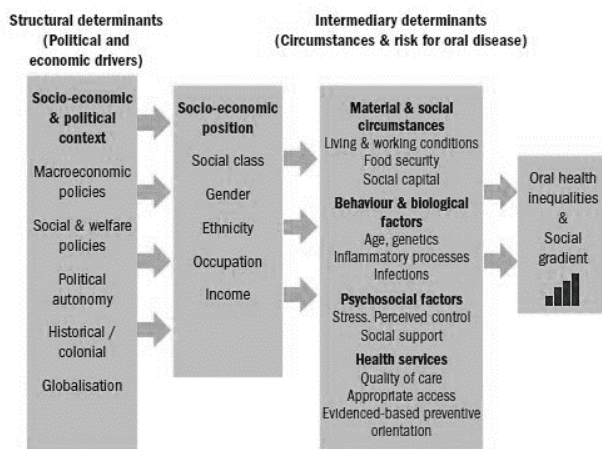 Structural determinants
(Political and
economic drivers)
Intermediary determinants
(Circumstances & risk for oral disease)
Socio-economic
& political
context
Macroeconomic
policies
Social & welfare
policies
Political
autonomy
Historical /
colonial
Globalisation
Socio-economic
position
Social class
Gender
Ethnicity
Occupation
Income
Material & social
circumstances
Living & working conditions
Food security
Social capital
Behaviour & biological
factors
Age, genetics
Inflammatory processes
Infections
Psychosocial factors
Stress. Perceived control
Social support
Health services
Quality of care
Appropriate access
Evidenced-based preventive
orientation
Oral health
inequalities
&
Social
gradient